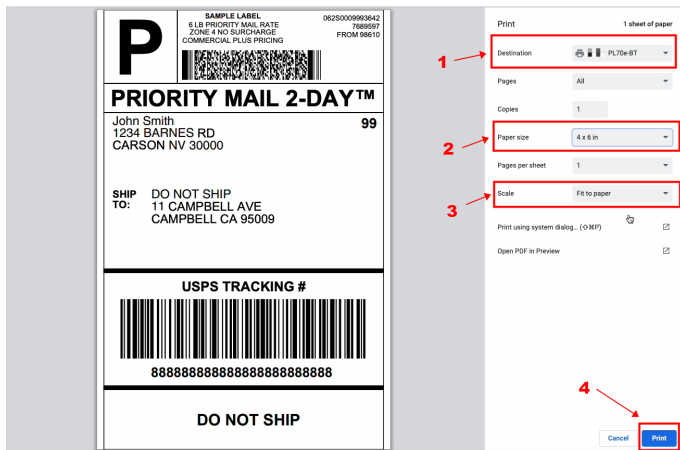 P
SAMPLE LABEL
6 LB PRIORITY MAIL RATE
ZONE 4 NO SURCHARGE
COMMERCIAL PLUS PRICING
062S0009993642
7689597
FROM 98610
PRIORITY MAIL 2-DAY™
John Smith
1234 BARNES RD
CARSON NV 30000
99
SHIP TO:
DO NOT SHIP
11 CAMPBELL AVE
CAMPBELL CA 95009
USPS TRACKING #
8888888888888888888888888
DO NOT SHIP
Print 1 sheet of paper
1
Destination PL70e-BT
Pages All
Copies 1
2
Paper size 4 x 6 in
Pages per sheet 1
3
Scale Fit to paper
Print using system dialog... (⇧⌘P)
Open PDF in Preview
4
Cancel Print